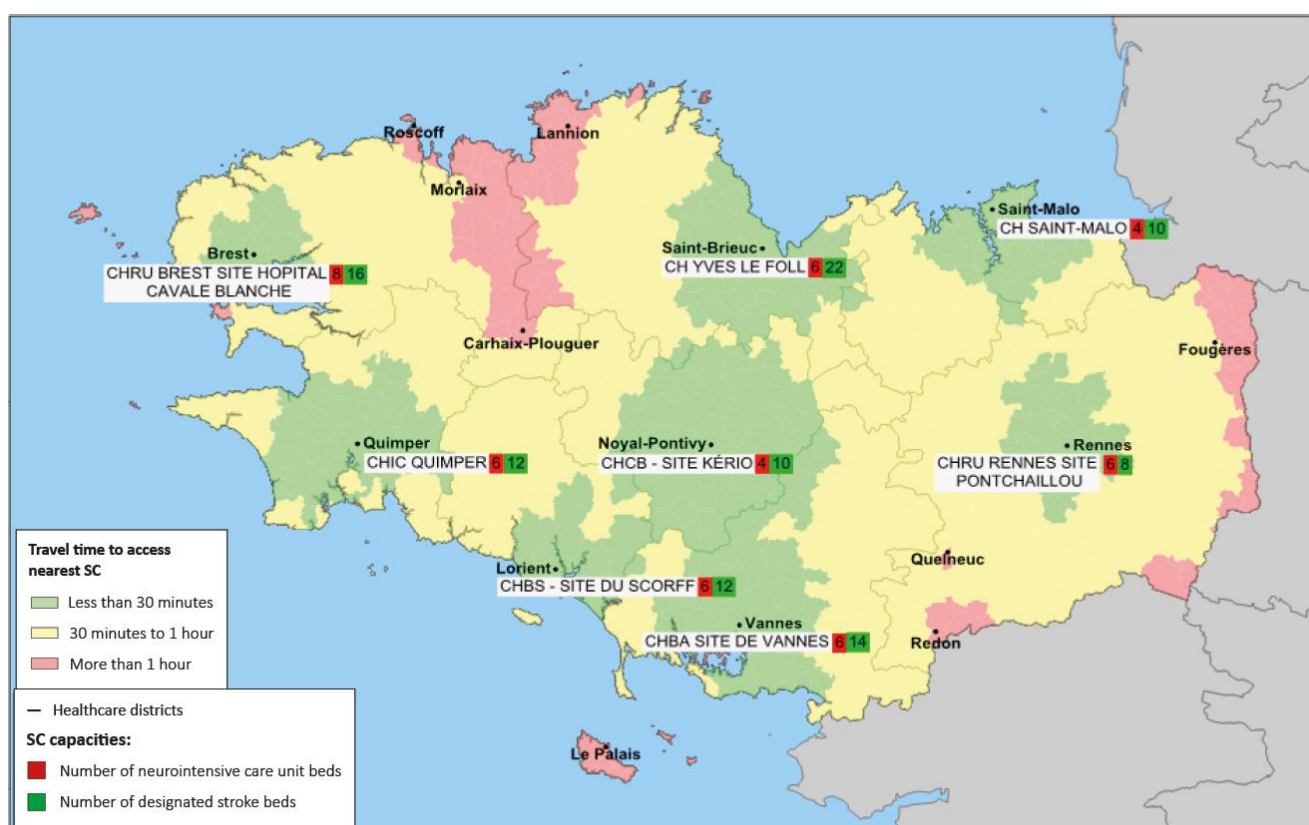 Roscoff
Lannion
Morlaix
Saint-Malo
CH SAINT-MALO 4 10
Brest
CHRU BREST SITE HOPITAL 8 16
CAVALE BLANCHE
Saint-Brieuc
CH YVES LE FOLL 6 22
Carhaix-Plouguer
Fougères
Quimper
CHIC QUIMPER 6 12
Noyal-Pontivy
CHCB - SITE KÉRIO 4 10
Rennes
CHRU RENNES SITE 6 8
PONTCHAILLOU
Lorient
CHBS - SITE DU SCORFF 6 12
Quelneuc
Vannes
CHBA SITE DE VANNES 6 14
Redon
Le Palais
Travel time to access
nearest SC
Less than 30 minutes
30 minutes to 1 hour
More than 1 hour
Healthcare districts
SC capacities:
Number of neurointensive care unit beds
Number of designated stroke beds